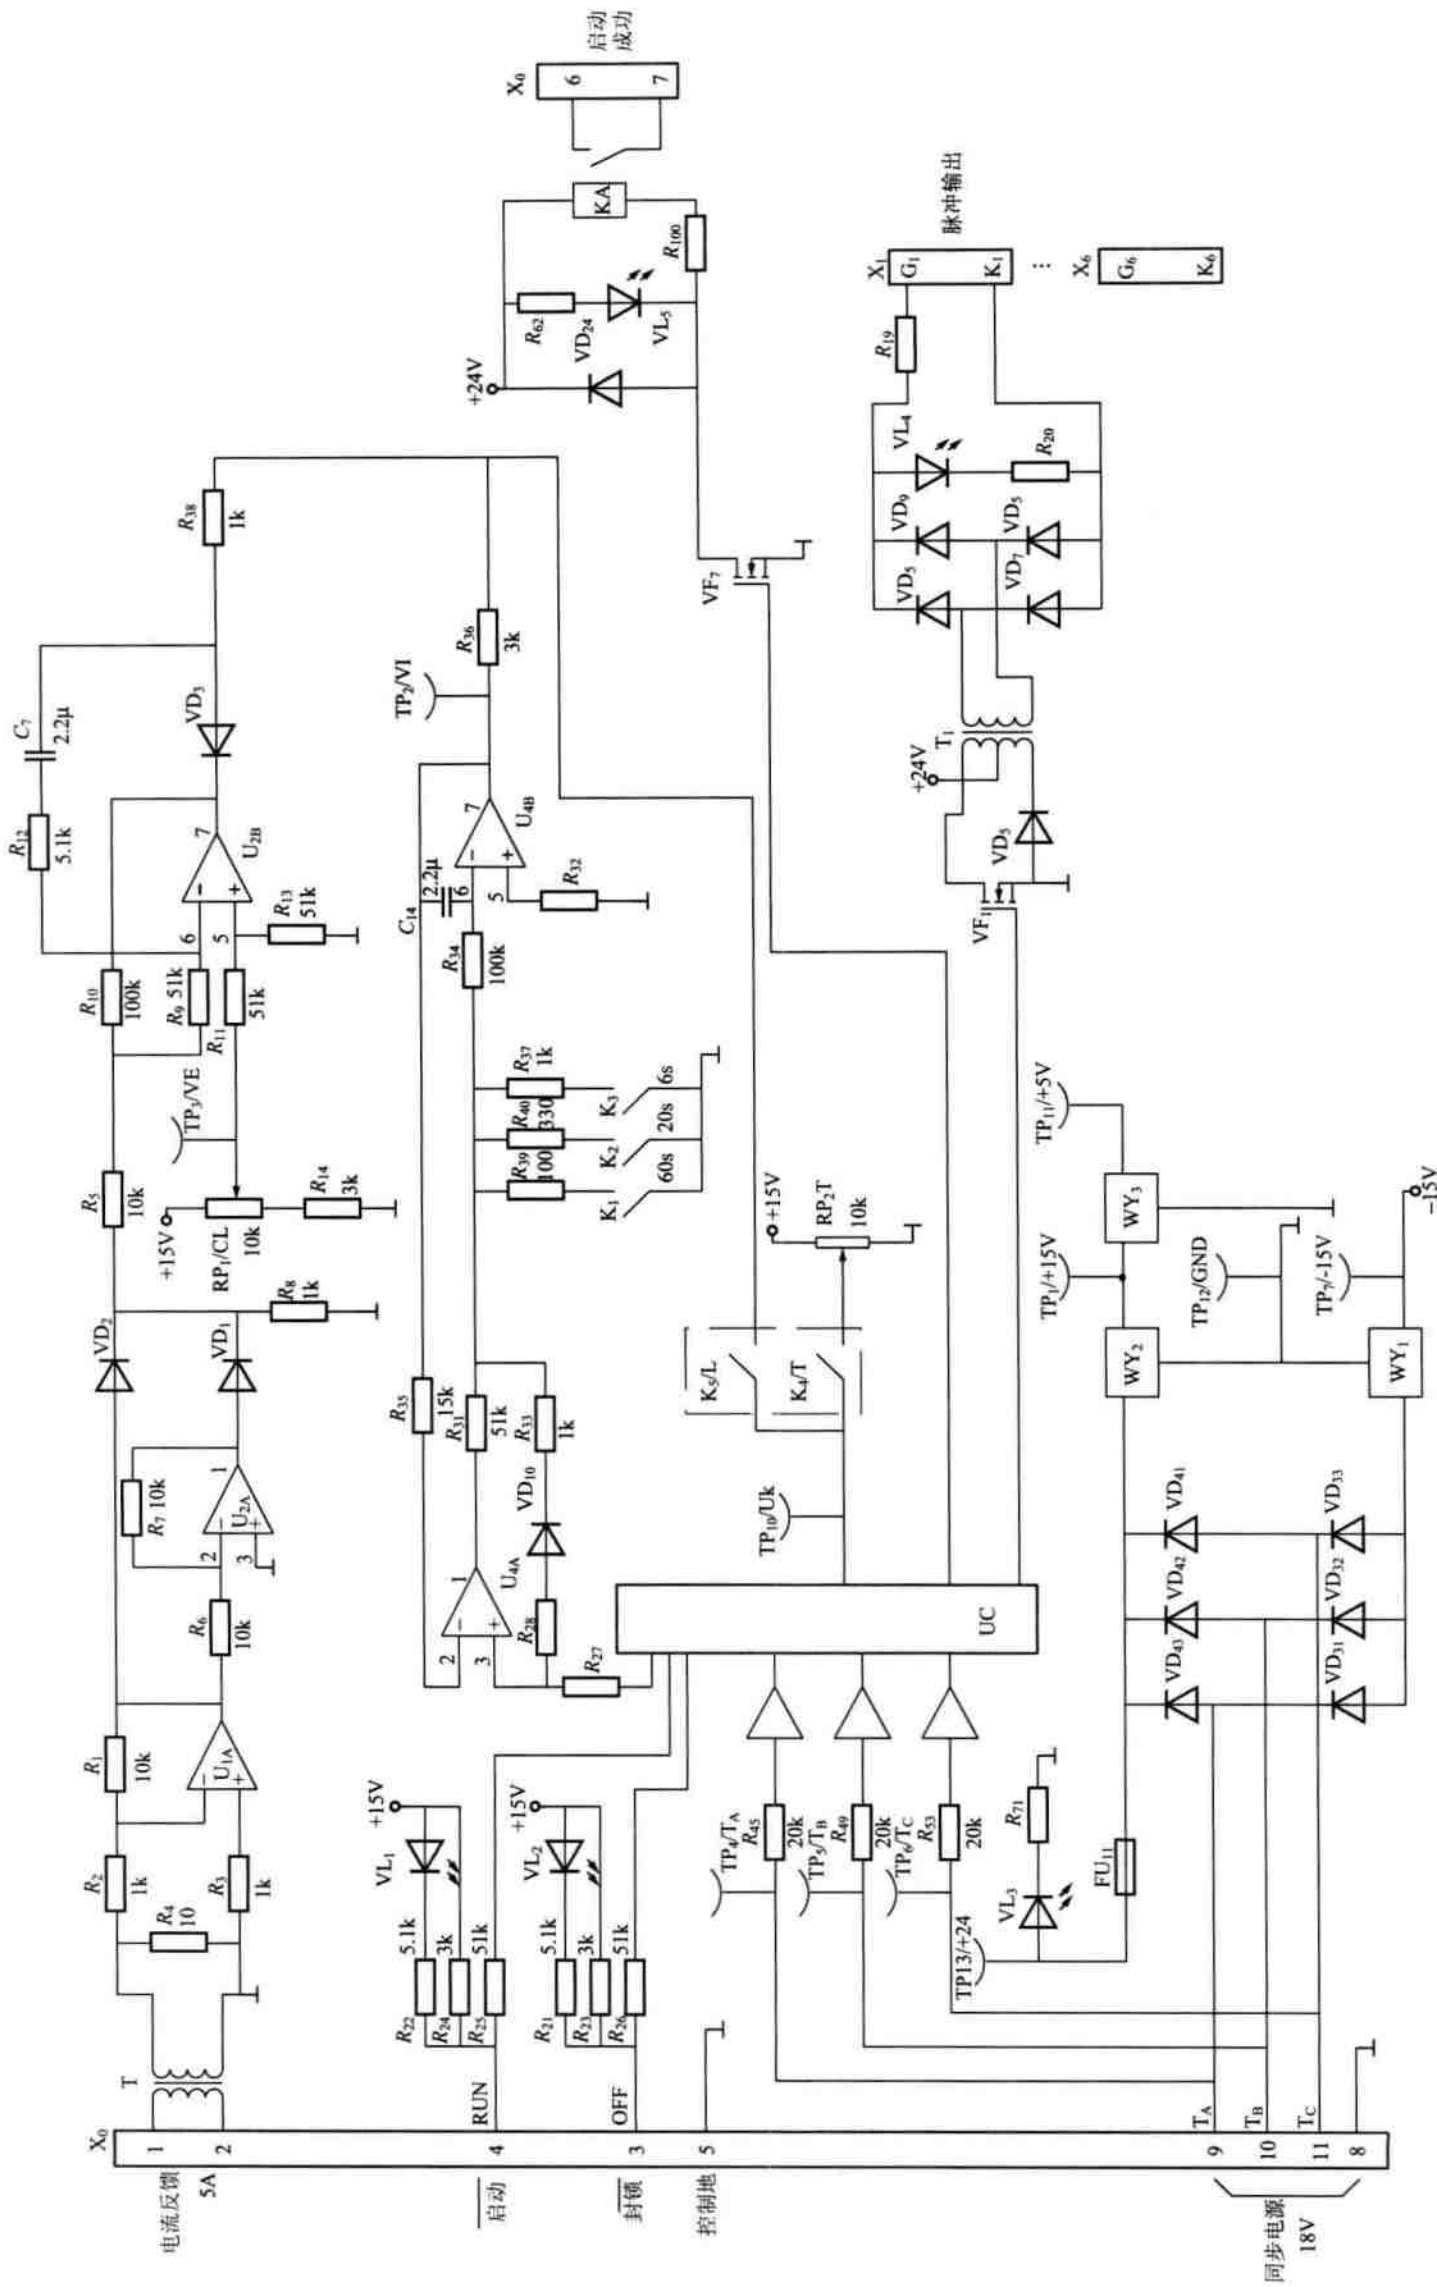 X₀
电流反馈
5A
1
2
T
R₄
10
R₂
1k
R₃
1k
R₁
10k
U₁A
−
+
R₆
10k
R₇ 10k
2
3
1
U₂A
−
+
VD₂
VD₁
R₈
1k
R₅
10k
+15V
RP₁/CL
10k
R₁₄
3k
TP₃/VE
R₁₀
100k
R₉ 51k
R₁₁
51k
6
5
7
−
+
U₂B
R₁₃
51k
R₁₂
5.1k
C₇
2.2μ
VD₃
R₃₈
1k
启动
RUN
4
R₂₂
5.1k
R₂₄
3k
R₂₅
51k
VL₁
+15V
封锁
OFF
3
R₂₁
5.1k
R₂₃
3k
R₂₆
51k
VL₂
+15V
控制地
5
2
3
1
−
+
U₄A
R₂₇
R₂₈
VD₁₀
R₃₃
1k
R₃₁
51k
R₃₅
15k
R₃₉
100
R₄₀
330
R₃₇
1k
K₁
K₂
K₃
60s
20s
6s
R₃₄
100k
C₁₄
2.2μ
6
5
7
−
+
U₄B
R₃₂
TP₂/VI
R₃₆
3k
UC
TP₁₀/Uk
K₅/L
K₄/T
+15V
RP₂T
10k
VF₇
+24V
VD₂₄
R₆₂
VL₅
KA
R₁₀₀
X₀
6
7
启动
成功
TP₄/T_A
R₄₅
20k
TP₅/T_B
R₄₉
20k
TP₆/T_C
R₅₃
20k
VF₁
VD₅
+24V
T₁
VD₅
VD₉
VD₇
VD₅
VL₄
R₂₀
R₁₉
X₁
G₁
K₁
脉冲输出
⋯
X₆
G₆
K₆
TP13/+24
VL₃
R₇₁
FU₁₁
VD₄₃
VD₄₂
VD₄₁
VD₃₁
VD₃₂
VD₃₃
WY₂
WY₁
WY₃
TP₁/+15V
TP₁₁/+5V
TP₁₂/GND
TP₇/-15V
−15V
同步电源
18V
9
10
11
8
T_A
T_B
T_C